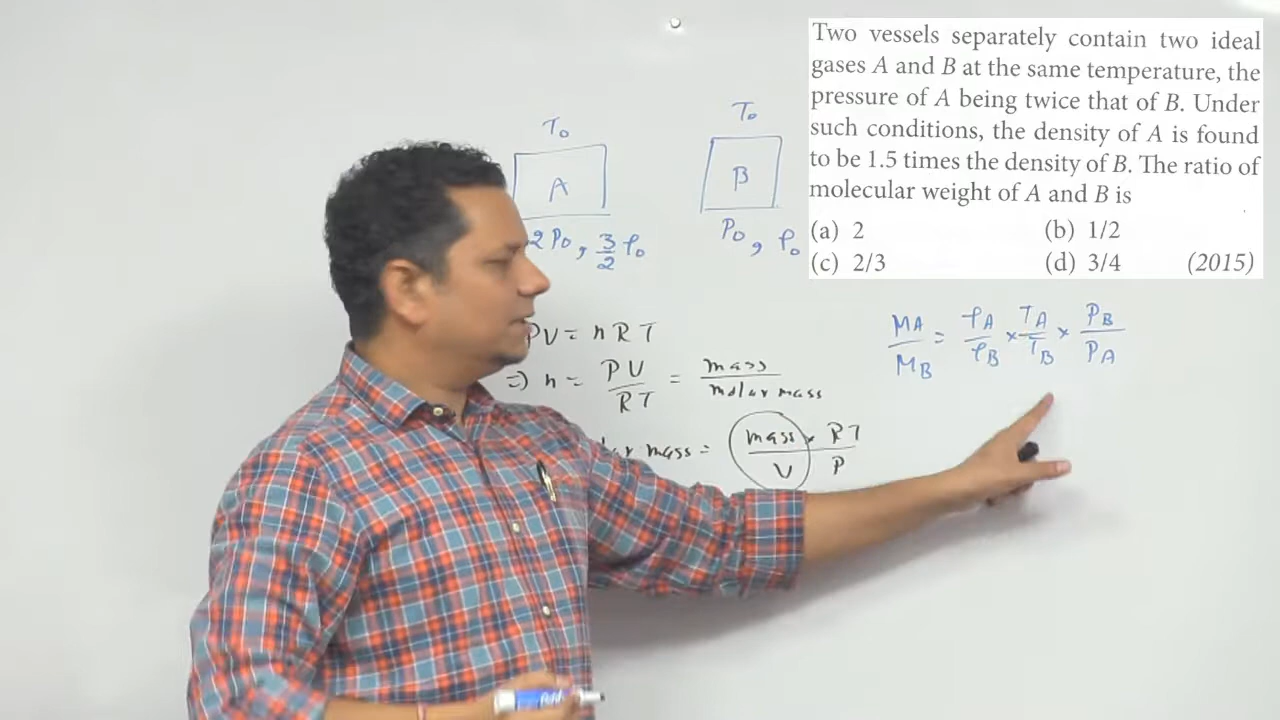 Two vessels separately contain two ideal
gases A and B at the same temperature, the
pressure of A being twice that of B. Under
such conditions, the density of A is found
to be 1.5 times the density of B. The ratio of
molecular weight of A and B is
(a) 2 (b) 1/2
(c) 2/3 (d) 3/4 (2015)
T₀ T₀
A B
2P₀, 3/2 ρ₀ P₀, ρ₀
PV = nRT
=) n = PV/RT = mass/molar mass
ar mass = mass/V × RT/P
MA/MB = ρA/ρB × TA/TB × PB/PA